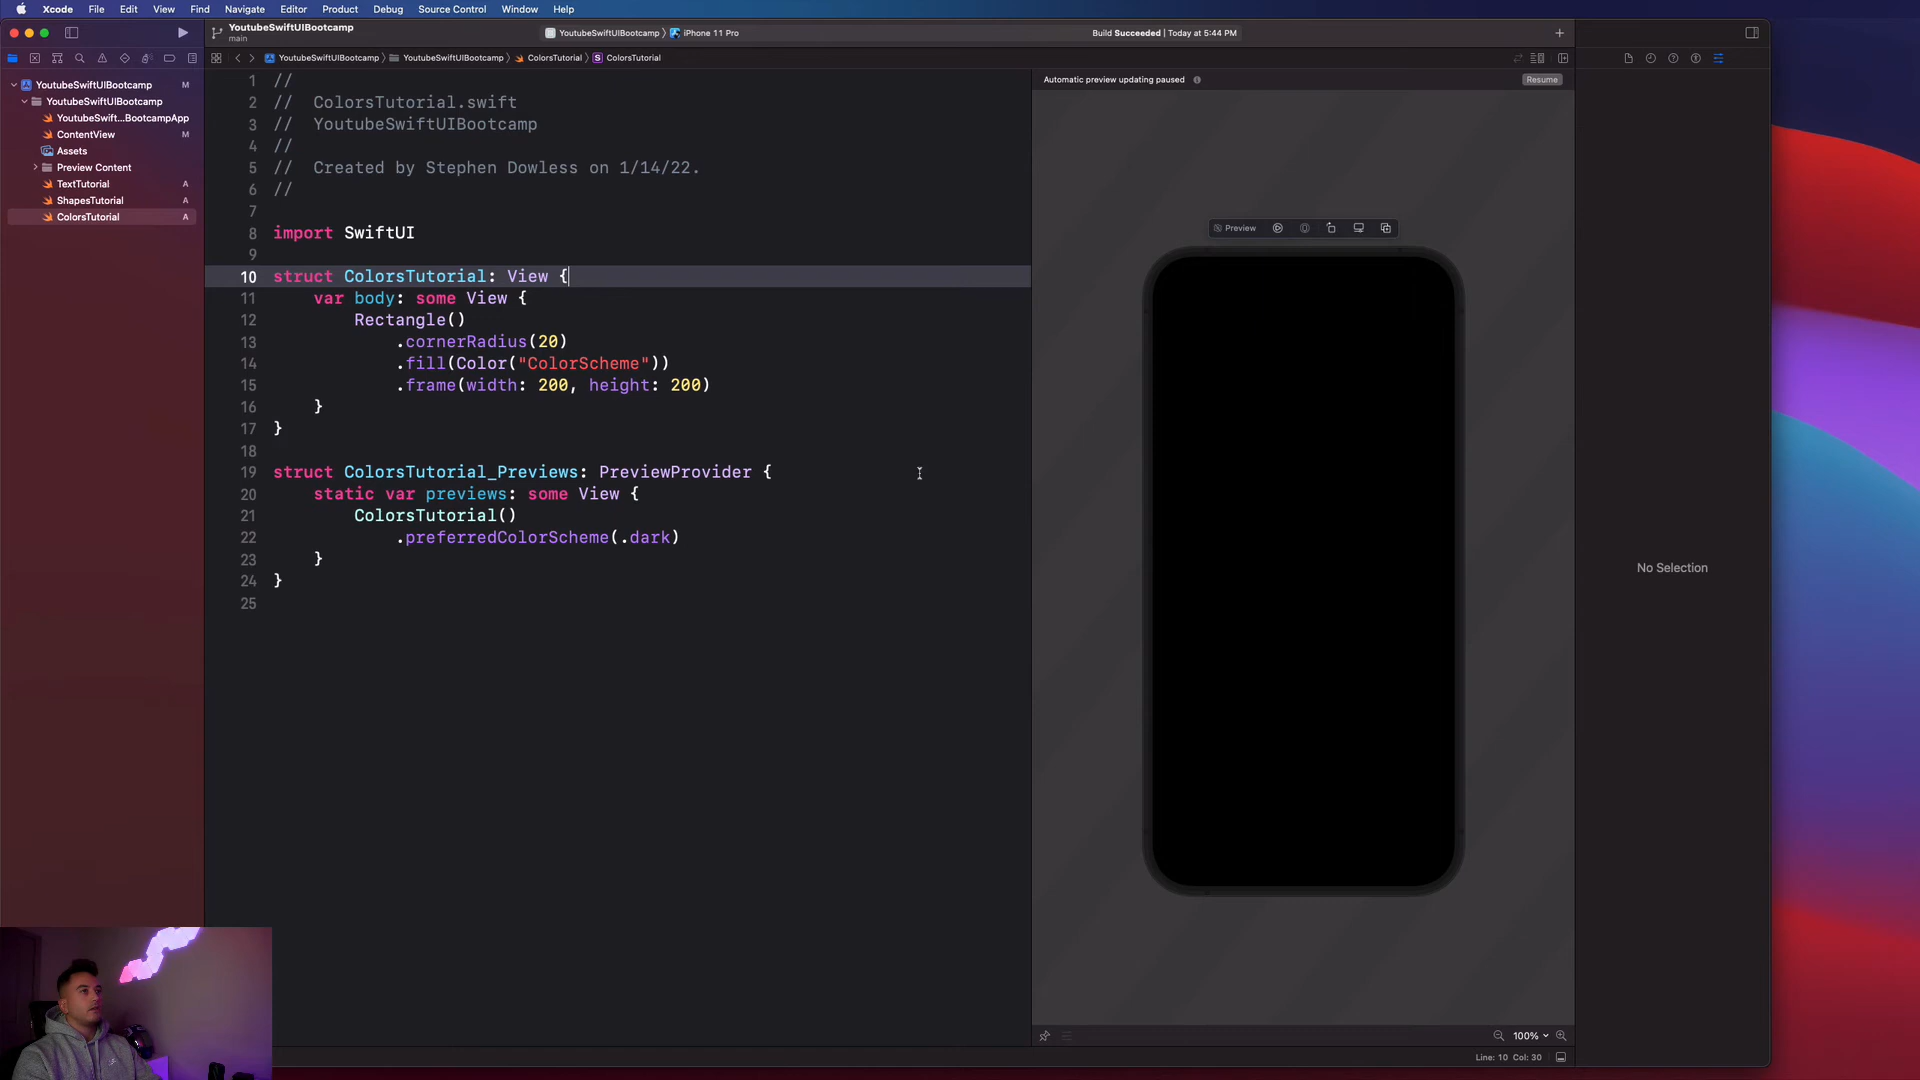 Xcode File Edit View Find Navigate Editor Product Debug Source Control Window Help
YoutubeSwiftUIBootcamp
main
YoutubeSwiftUIBootcamp iPhone 11 Pro
Build Succeeded | Today at 5:44 PM
YoutubeSwiftUIBootcamp YoutubeSwiftUIBootcamp ColorsTutorial S ColorsTutorial
YoutubeSwiftUIBootcamp M
YoutubeSwiftUIBootcamp
YoutubeSwift...BootcampApp
ContentView M
Assets
Preview Content
TextTutorial A
ShapesTutorial A
ColorsTutorial A
1 //
2 //  ColorsTutorial.swift
3 //  YoutubeSwiftUIBootcamp
4 //
5 //  Created by Stephen Dowless on 1/14/22.
6 //
7
8 import SwiftUI
9
10 struct ColorsTutorial: View {
11     var body: some View {
12         Rectangle()
13             .cornerRadius(20)
14             .fill(Color("ColorScheme"))
15             .frame(width: 200, height: 200)
16     }
17 }
18
19 struct ColorsTutorial_Previews: PreviewProvider {
20     static var previews: some View {
21         ColorsTutorial()
22             .preferredColorScheme(.dark)
23     }
24 }
25
Automatic preview updating paused
Resume
Preview
No Selection
100%
Line: 10 Col: 30